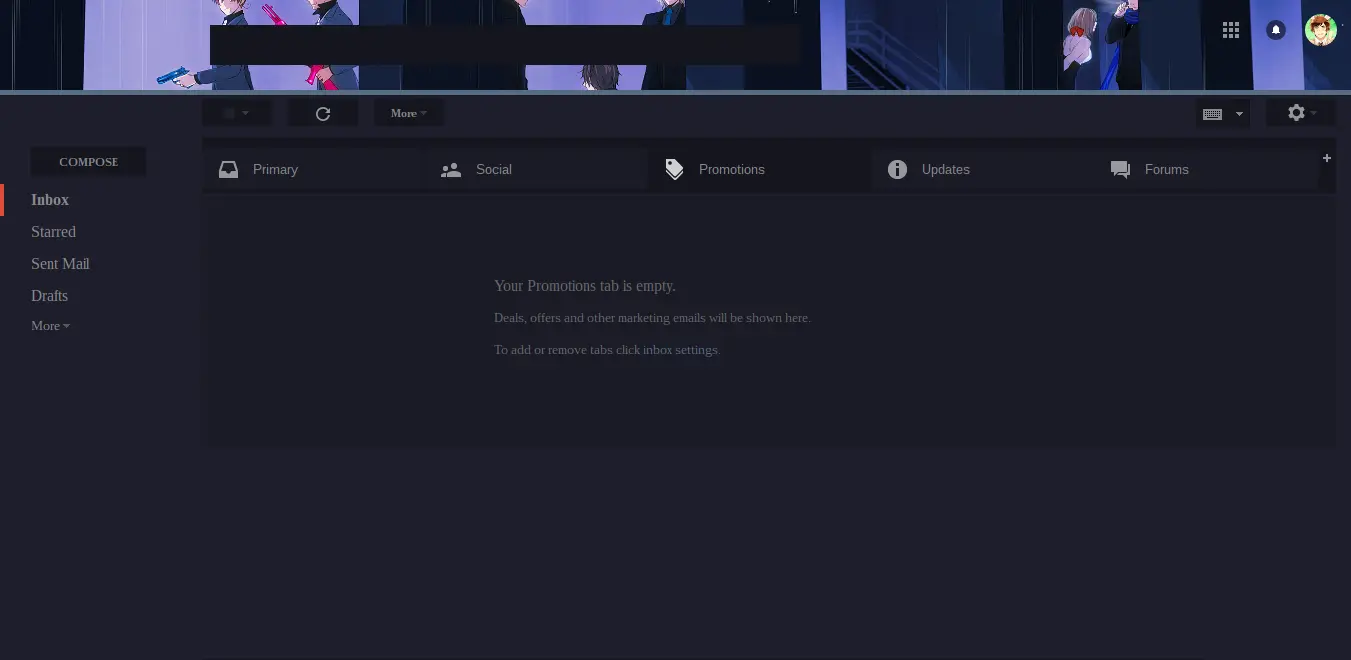 More
COMPOSE
Primary
Social
Promotions
Updates
Forums
+
Inbox
Starred
Sent Mail
Drafts
More
Your Promotions tab is empty.
Deals, offers and other marketing emails will be shown here.
To add or remove tabs click inbox settings.